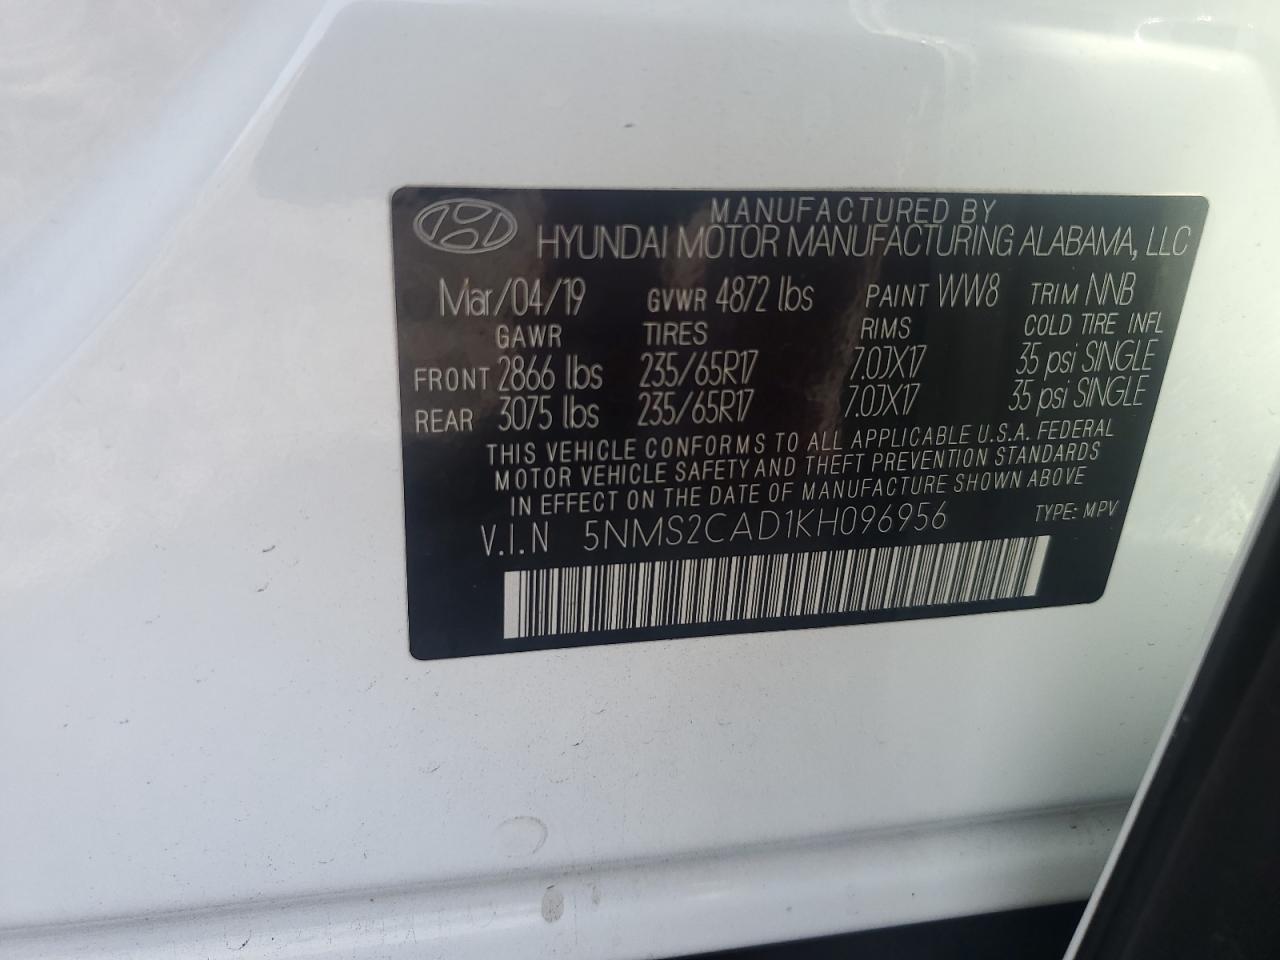 MANUFACTURED BY
HYUNDAI MOTOR MANUFACTURING ALABAMA, LLC
Mar/04/19 GVWR 4872 lbs PAINT WW8 TRIM NNB
GAWR TIRES RIMS COLD TIRE INFL
FRONT 2866 lbs 235/65R17 7.0JX17 35 psi SINGLE
REAR 3075 lbs 235/65R17 7.0JX17 35 psi SINGLE
THIS VEHICLE CONFORMS TO ALL APPLICABLE U.S.A. FEDERAL
MOTOR VEHICLE SAFETY AND THEFT PREVENTION STANDARDS
IN EFFECT ON THE DATE OF MANUFACTURE SHOWN ABOVE
V.I.N 5NMS2CAD1KH096956 TYPE: MPV